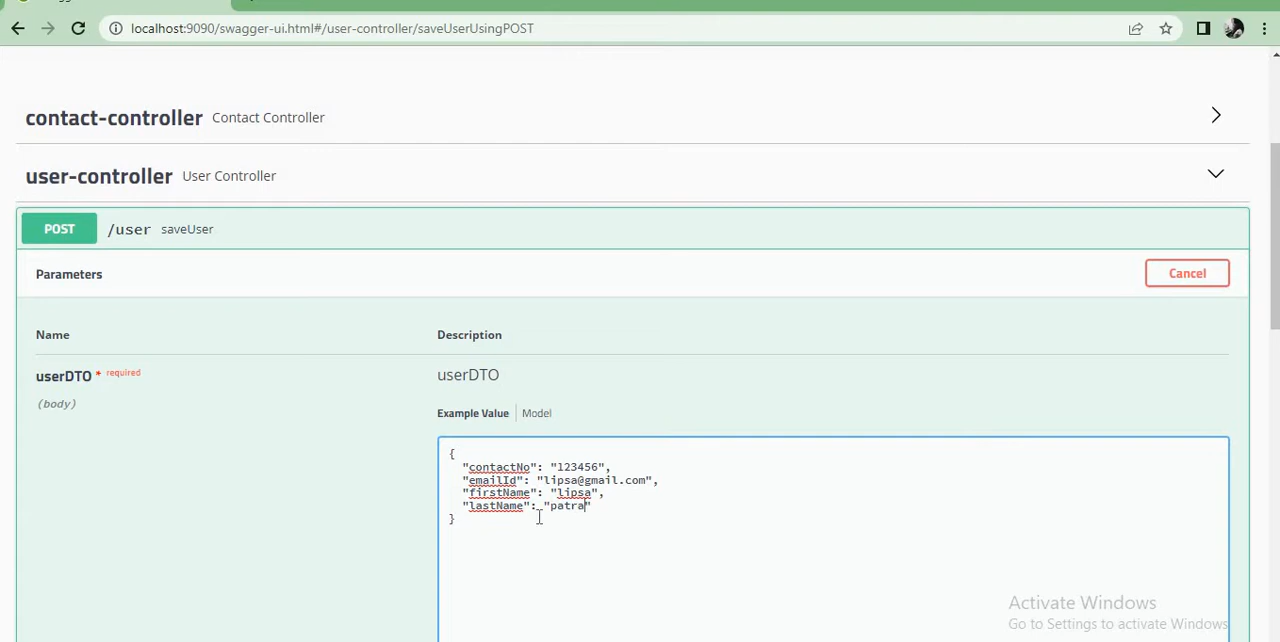 localhost:9090/swagger-ui.html#/user-controller/saveUserUsingPOST
contact-controller Contact Controller
user-controller User Controller
POST /user saveUser
Parameters Cancel
Name Description
userDTO * required userDTO
(body)
Example Value Model
{
"contactNo": "123456",
"emailId": "lipsa@gmail.com",
"firstName": "lipsa",
"lastName": "patra"
}
Activate Windows
Go to Settings to activate Windows